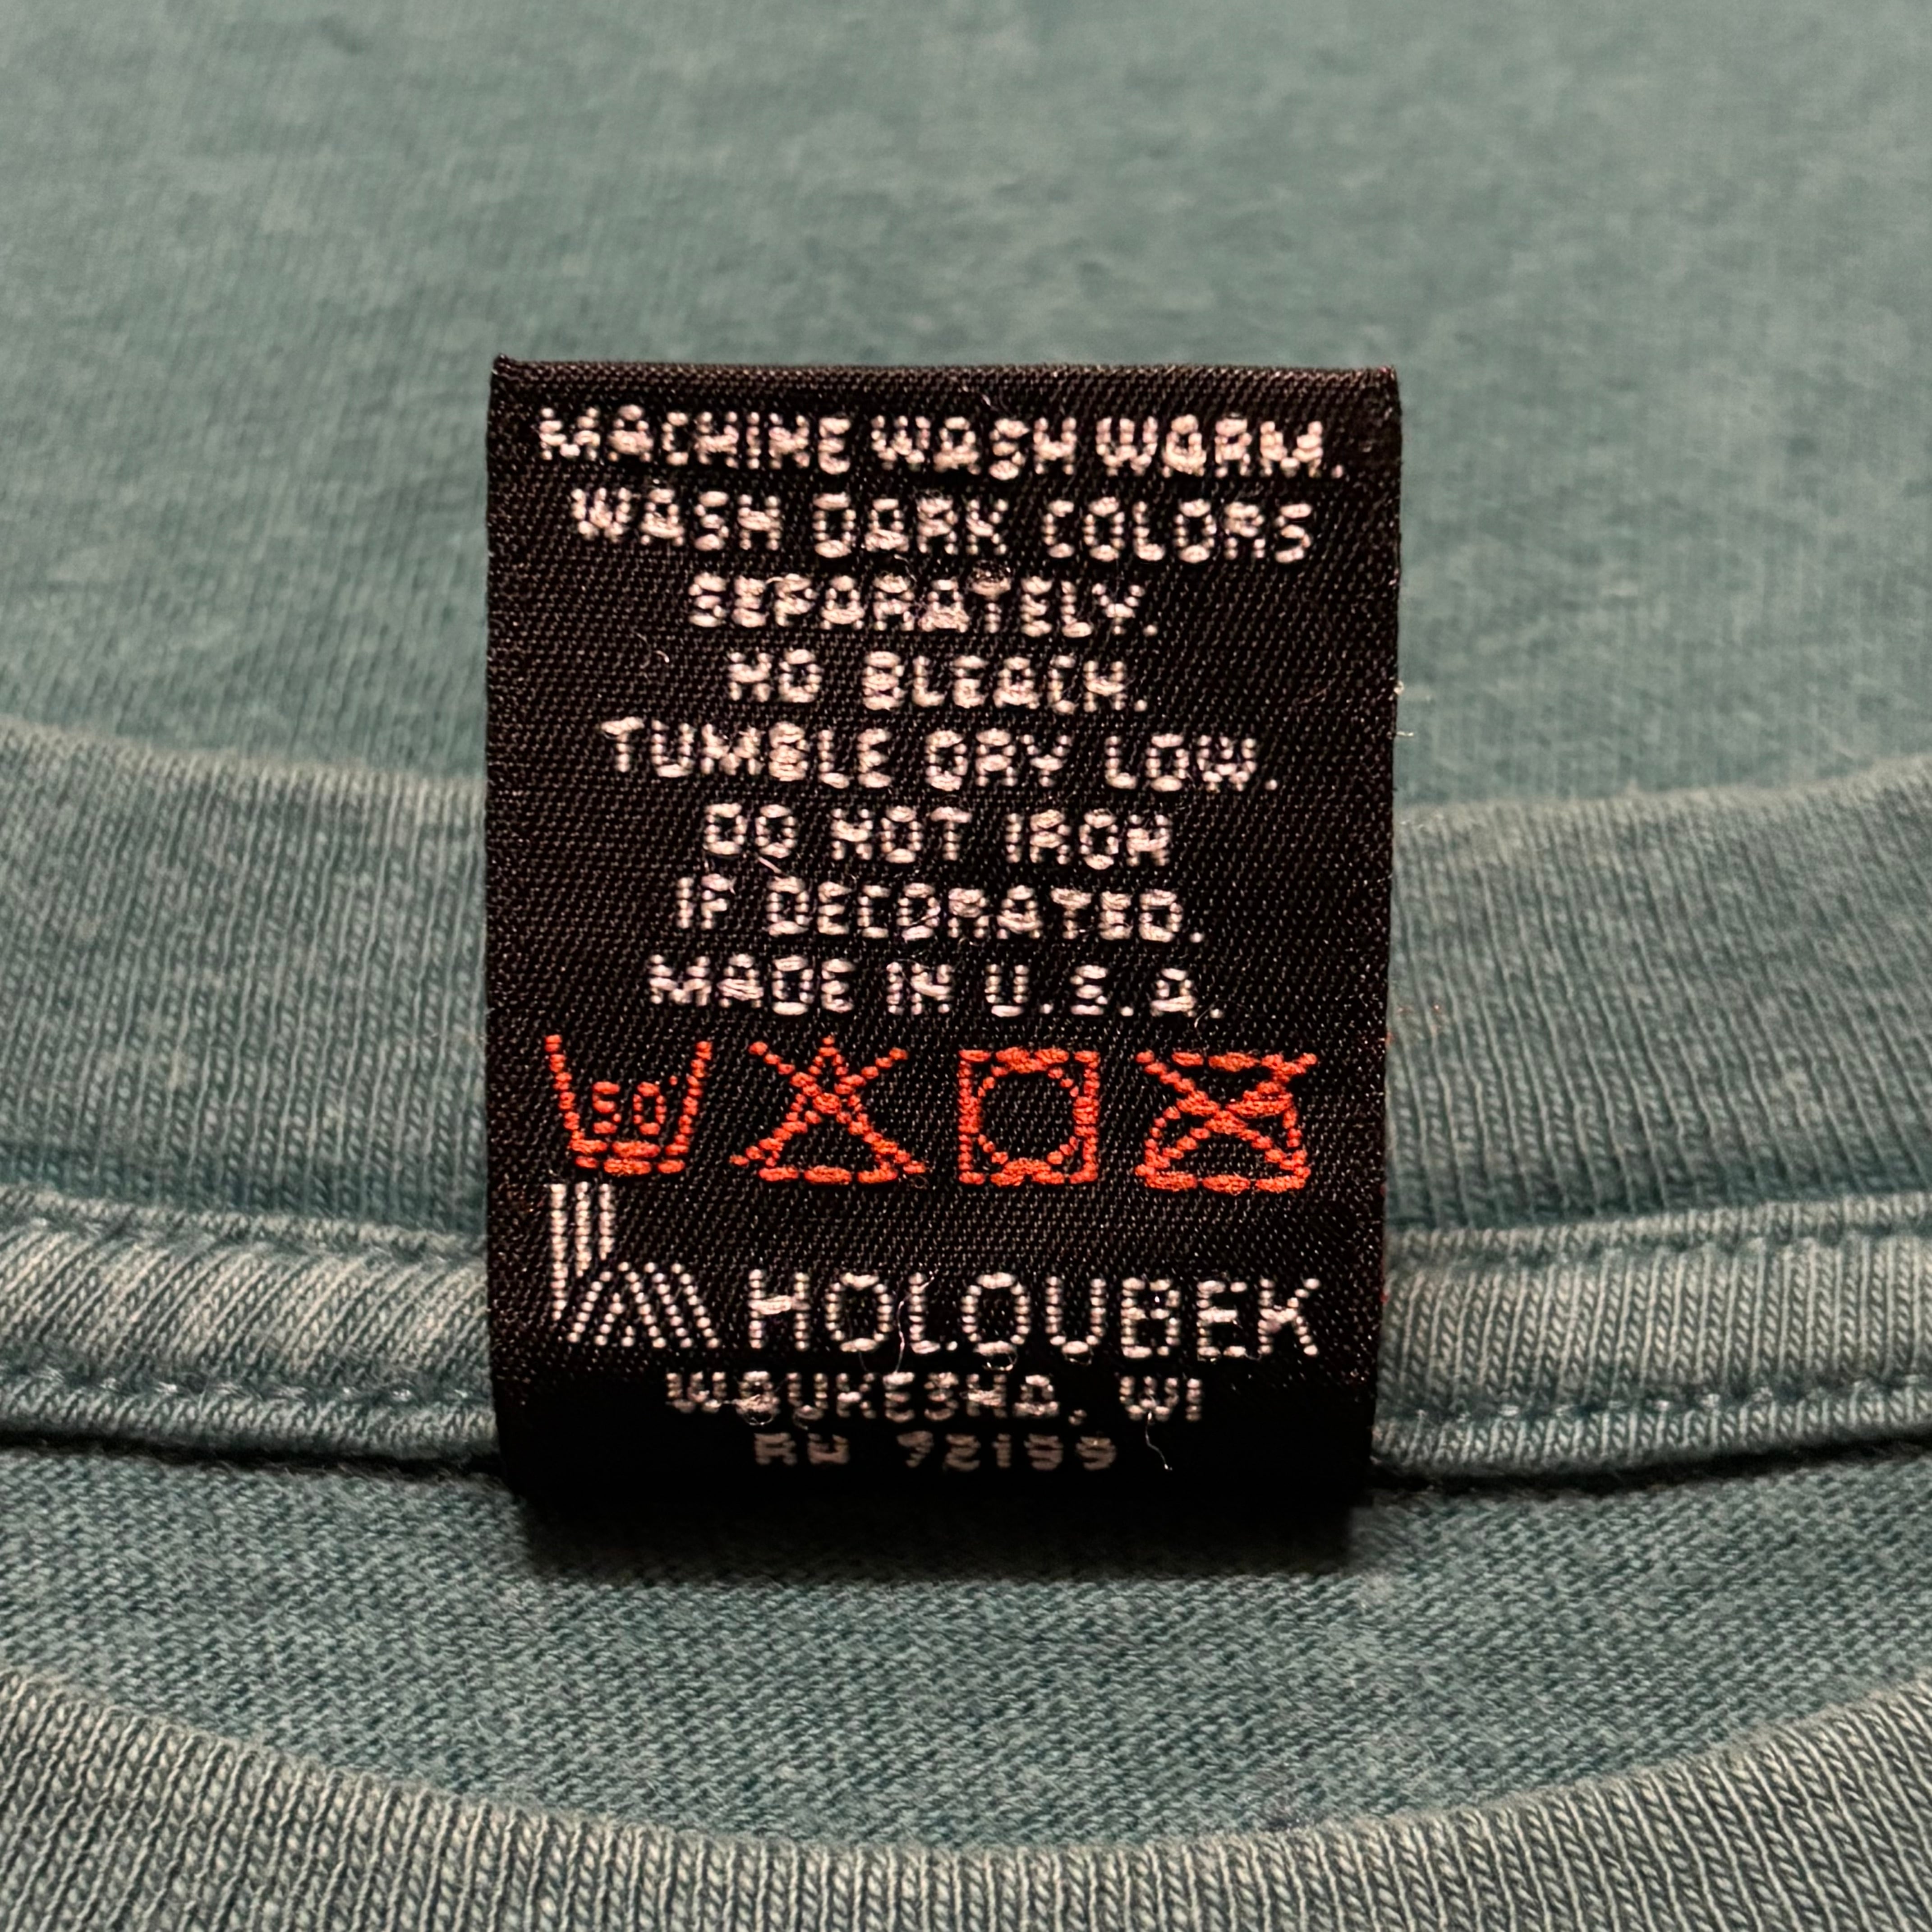 MACHINE WASH WARM.
WASH DARK COLORS
SEPARATELY.
NO BLEACH.
TUMBLE DRY LOW.
DO NOT IRON
IF DECORATED.
MADE IN U.S.A.
50°
HOLOUBEK
WAUKESHA, WI
RN 72199